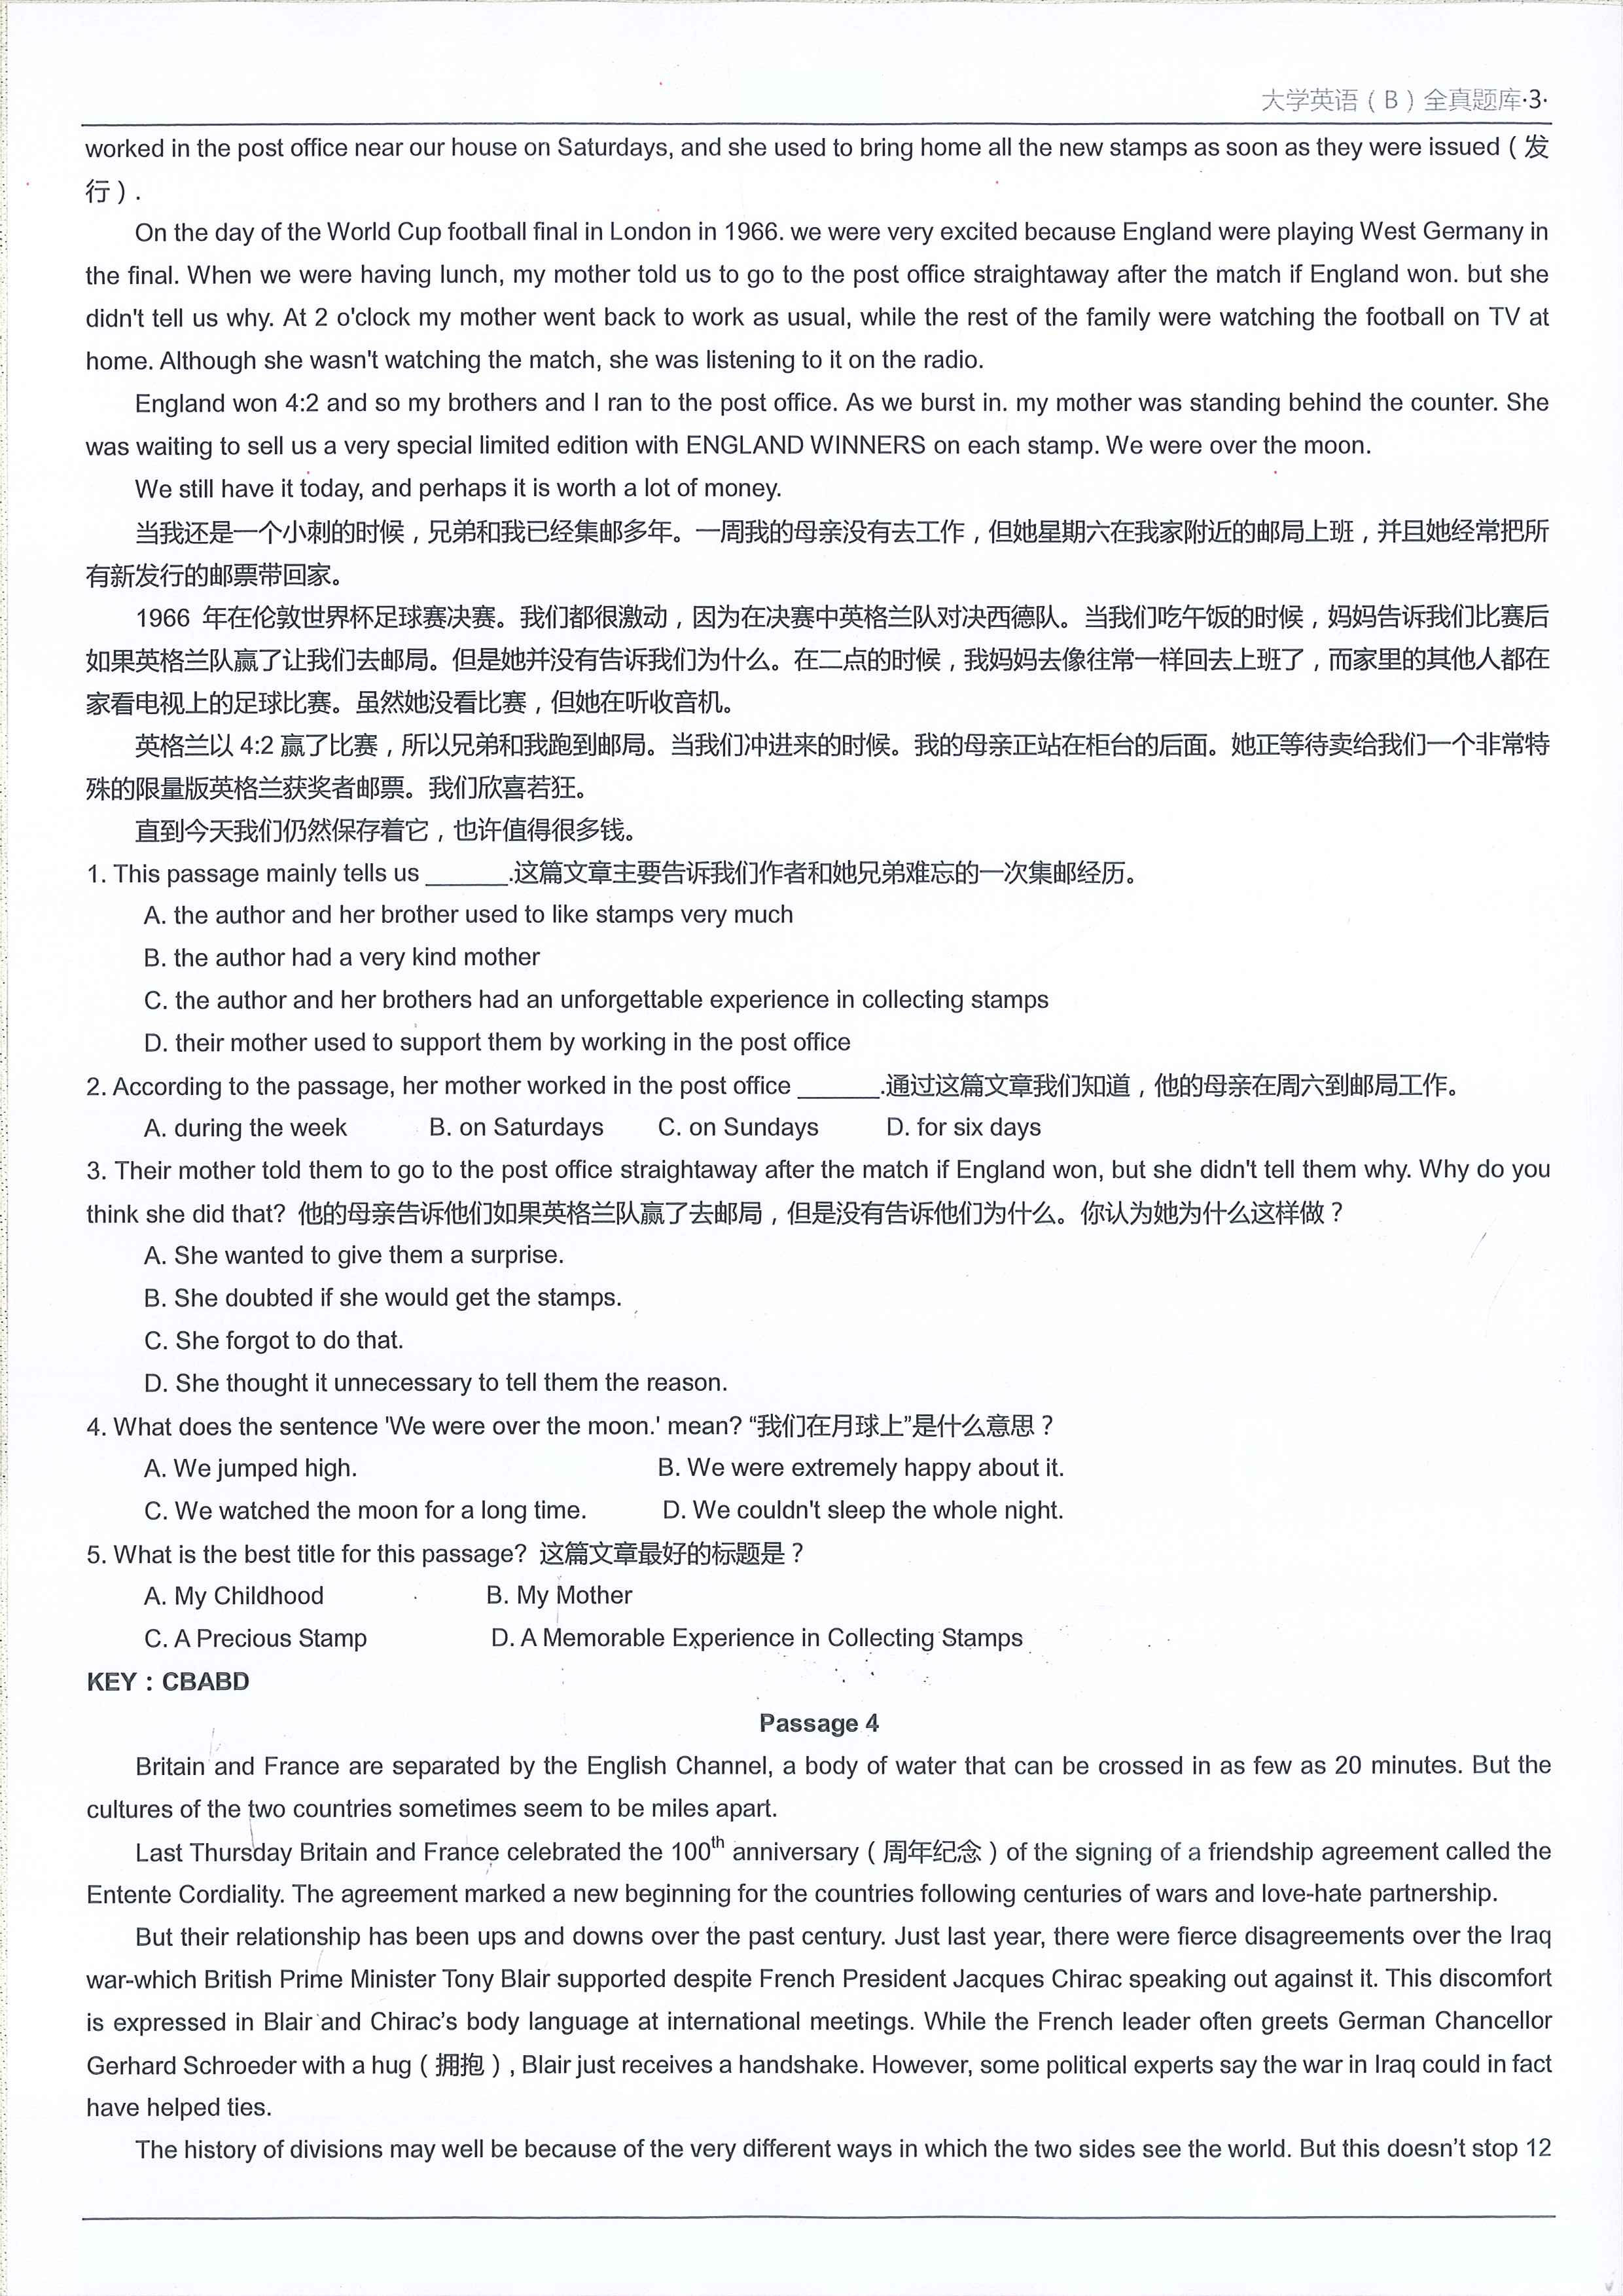 大学英语（B）全真题库·3·
worked in the post office near our house on Saturdays, and she used to bring home all the new stamps as soon as they were issued（发
行）.
On the day of the World Cup football final in London in 1966. we were very excited because England were playing West Germany in
the final. When we were having lunch, my mother told us to go to the post office straightaway after the match if England won. but she
didn't tell us why. At 2 o'clock my mother went back to work as usual, while the rest of the family were watching the football on TV at
home. Although she wasn't watching the match, she was listening to it on the radio.
England won 4:2 and so my brothers and I ran to the post office. As we burst in. my mother was standing behind the counter. She
was waiting to sell us a very special limited edition with ENGLAND WINNERS on each stamp. We were over the moon.
We still have it today, and perhaps it is worth a lot of money.
当我还是一个小刺的时候，兄弟和我已经集邮多年。一周我的母亲没有去工作，但她星期六在我家附近的邮局上班，并且她经常把所
有新发行的邮票带回家。
1966 年在伦敦世界杯足球赛决赛。我们都很激动，因为在决赛中英格兰队对决西德队。当我们吃午饭的时候，妈妈告诉我们比赛后
如果英格兰队赢了让我们去邮局。但是她并没有告诉我们为什么。在二点的时候，我妈妈去像往常一样回去上班了，而家里的其他人都在
家看电视上的足球比赛。虽然她没看比赛，但她在听收音机。
英格兰以 4:2 赢了比赛，所以兄弟和我跑到邮局。当我们冲进来的时候。我的母亲正站在柜台的后面。她正等待卖给我们一个非常特
殊的限量版英格兰获奖者邮票。我们欣喜若狂。
直到今天我们仍然保存着它，也许值得很多钱。
1. This passage mainly tells us ______.这篇文章主要告诉我们作者和她兄弟难忘的一次集邮经历。
A. the author and her brother used to like stamps very much
B. the author had a very kind mother
C. the author and her brothers had an unforgettable experience in collecting stamps
D. their mother used to support them by working in the post office
2. According to the passage, her mother worked in the post office ______.通过这篇文章我们知道，他的母亲在周六到邮局工作。
A. during the week B. on Saturdays C. on Sundays D. for six days
3. Their mother told them to go to the post office straightaway after the match if England won, but she didn't tell them why. Why do you
think she did that? 他的母亲告诉他们如果英格兰队赢了去邮局，但是没有告诉他们为什么。你认为她为什么这样做？
A. She wanted to give them a surprise.
B. She doubted if she would get the stamps.
C. She forgot to do that.
D. She thought it unnecessary to tell them the reason.
4. What does the sentence 'We were over the moon.' mean? “我们在月球上”是什么意思？
A. We jumped high. B. We were extremely happy about it.
C. We watched the moon for a long time. D. We couldn't sleep the whole night.
5. What is the best title for this passage? 这篇文章最好的标题是？
A. My Childhood B. My Mother
C. A Precious Stamp D. A Memorable Experience in Collecting Stamps
KEY：CBABD
Passage 4
Britain and France are separated by the English Channel, a body of water that can be crossed in as few as 20 minutes. But the
cultures of the two countries sometimes seem to be miles apart.
Last Thursday Britain and France celebrated the 100th anniversary（周年纪念）of the signing of a friendship agreement called the
Entente Cordiality. The agreement marked a new beginning for the countries following centuries of wars and love-hate partnership.
But their relationship has been ups and downs over the past century. Just last year, there were fierce disagreements over the Iraq
war-which British Prime Minister Tony Blair supported despite French President Jacques Chirac speaking out against it. This discomfort
is expressed in Blair and Chirac’s body language at international meetings. While the French leader often greets German Chancellor
Gerhard Schroeder with a hug（拥抱）, Blair just receives a handshake. However, some political experts say the war in Iraq could in fact
have helped ties.
The history of divisions may well be because of the very different ways in which the two sides see the world. But this doesn’t stop 12